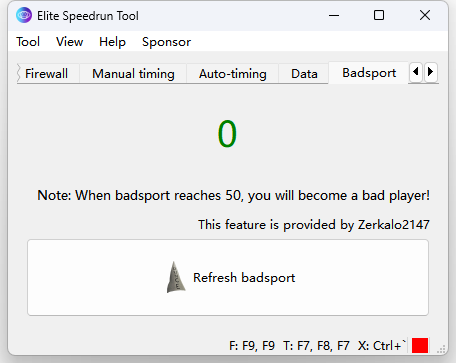 Elite Speedrun Tool
Tool View Help Sponsor
Firewall Manual timing Auto-timing Data Badsport
0
Note: When badsport reaches 50, you will become a bad player!
This feature is provided by Zerkalo2147
Refresh badsport
F: F9, F9 T: F7, F8, F7 X: Ctrl+`